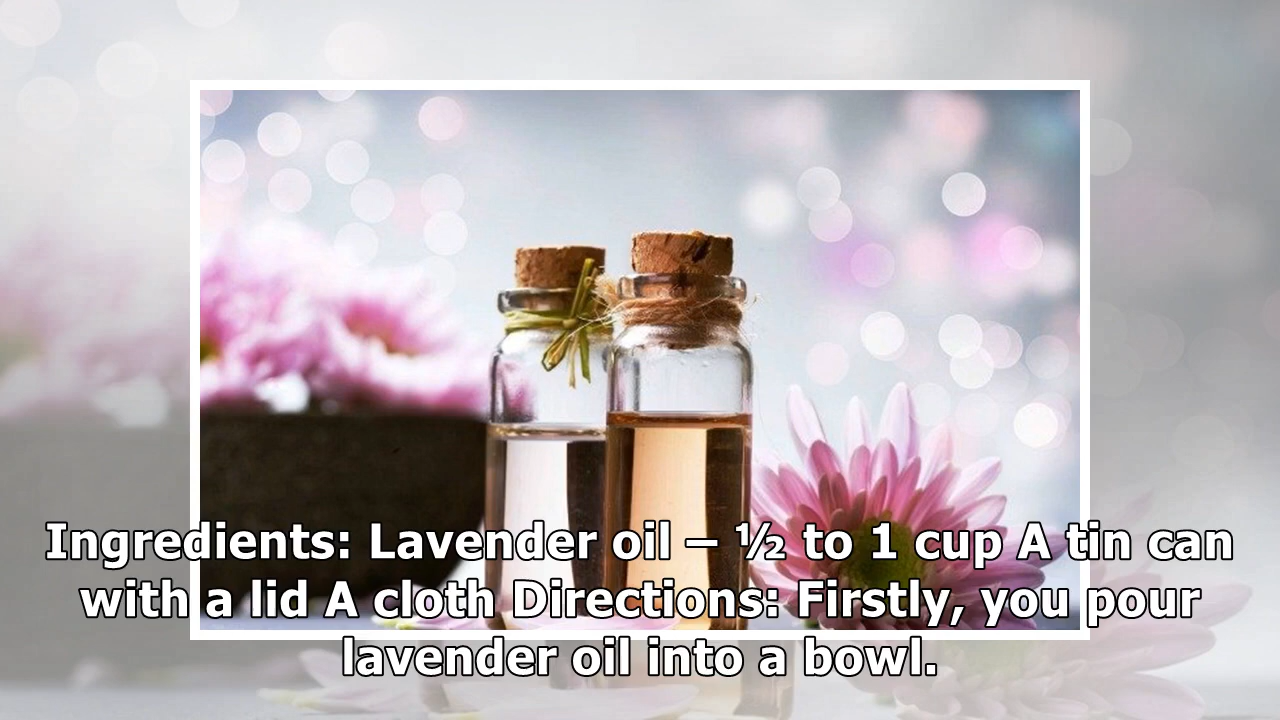 Ingredients: Lavender oil – ½ to 1 cup A tin can
with a lid A cloth Directions: Firstly, you pour
lavender oil into a bowl.